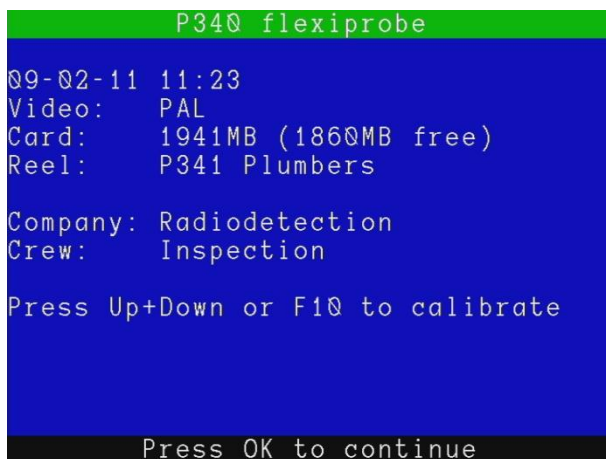 P340 flexiprobe
09-02-11 11:23
Video: PAL
Card: 1941MB (1860MB free)
Reel: P341 Plumbers
Company: Radiodetection
Crew: Inspection
Press Up+Down or F10 to calibrate
Press OK to continue